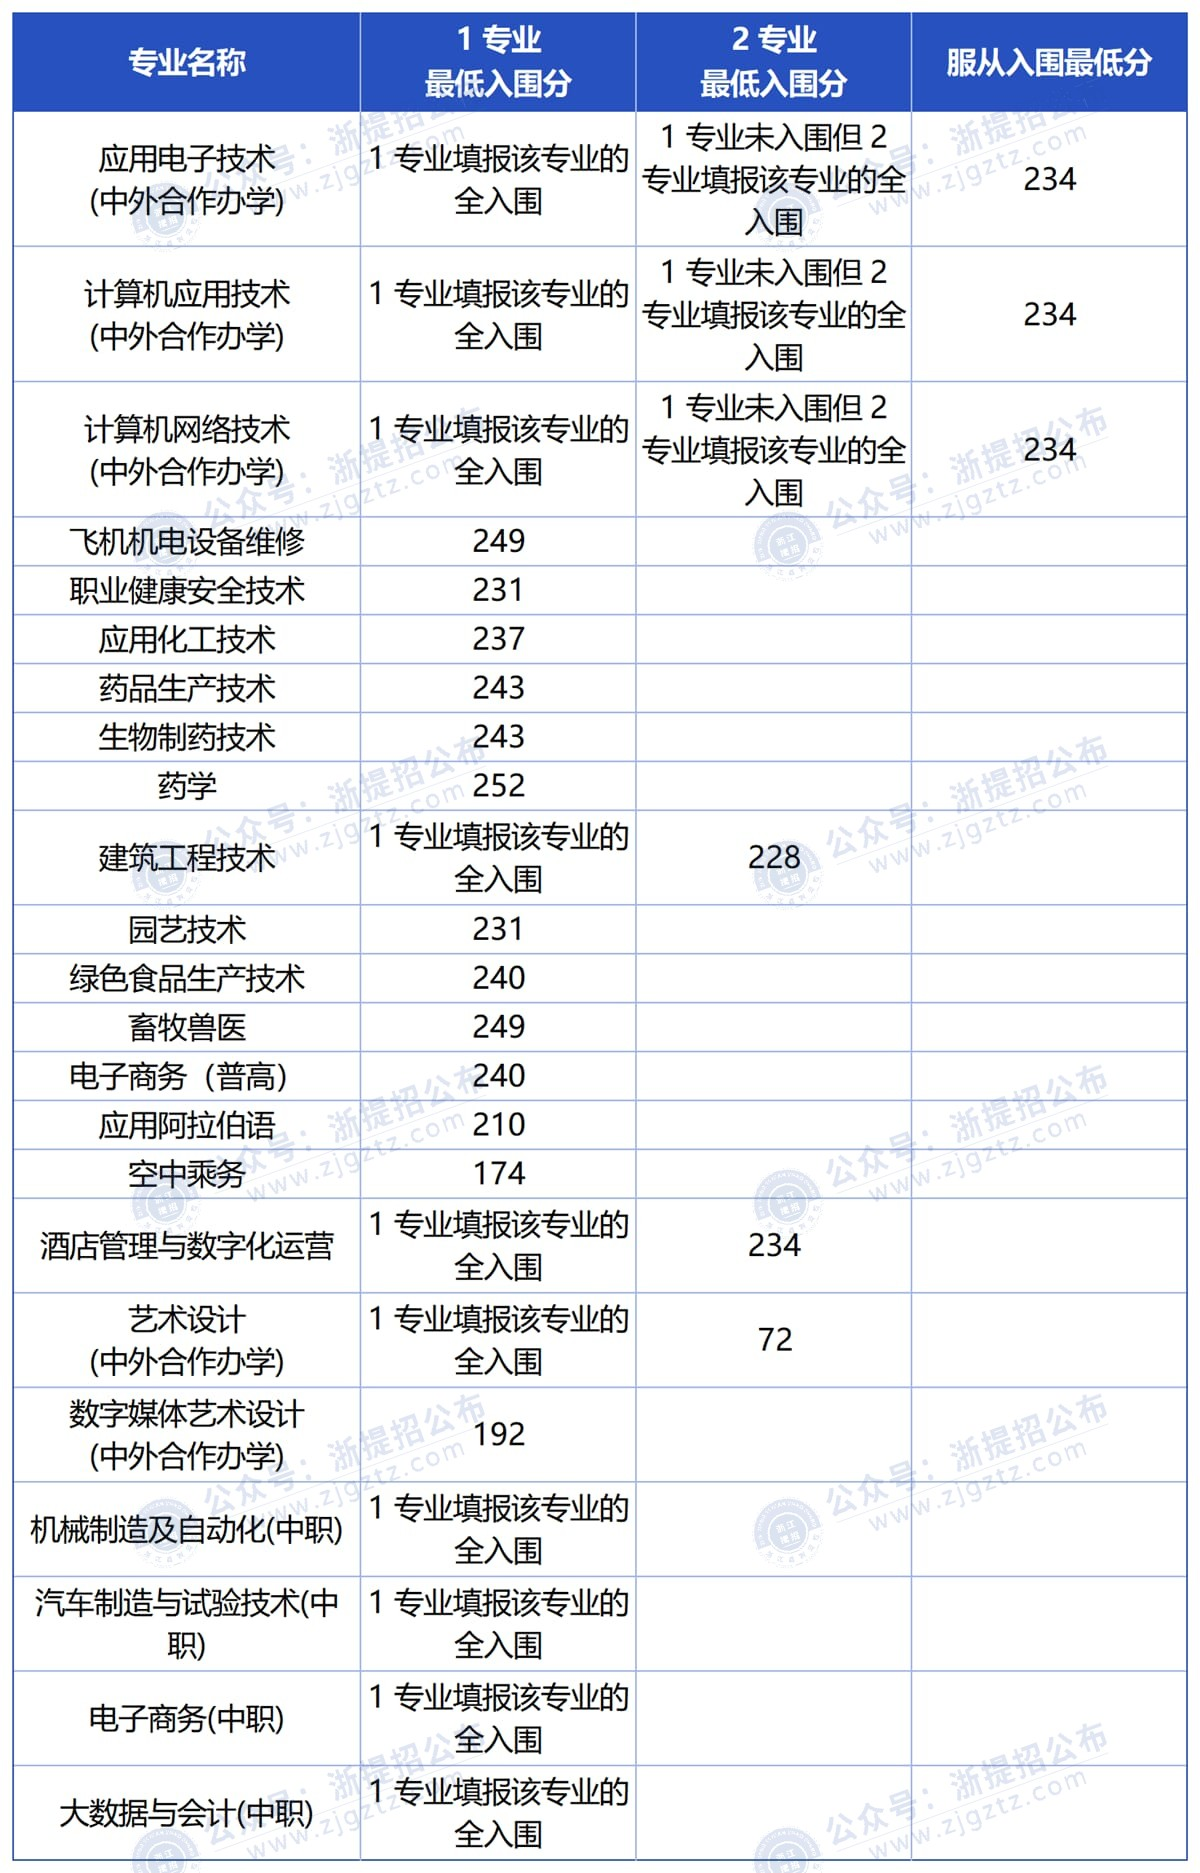 专业名称
1 专业
最低入围分
2 专业
最低入围分
服从入围最低分
应用电子技术
(中外合作办学)
1 专业填报该专业的
全入围
1 专业未入围但 2
专业填报该专业的全
入围
234
计算机应用技术
(中外合作办学)
1 专业填报该专业的
全入围
1 专业未入围但 2
专业填报该专业的全
入围
234
计算机网络技术
(中外合作办学)
1 专业填报该专业的
全入围
1 专业未入围但 2
专业填报该专业的全
入围
234
飞机机电设备维修
249
职业健康安全技术
231
应用化工技术
237
药品生产技术
243
生物制药技术
243
药学
252
建筑工程技术
1 专业填报该专业的
全入围
228
园艺技术
231
绿色食品生产技术
240
畜牧兽医
249
电子商务（普高）
240
应用阿拉伯语
210
空中乘务
174
酒店管理与数字化运营
1 专业填报该专业的
全入围
234
艺术设计
(中外合作办学)
1 专业填报该专业的
全入围
72
数字媒体艺术设计
(中外合作办学)
192
机械制造及自动化(中职)
1 专业填报该专业的
全入围
汽车制造与试验技术(中
职)
1 专业填报该专业的
全入围
电子商务(中职)
1 专业填报该专业的
全入围
大数据与会计(中职)
1 专业填报该专业的
全入围
公众号：浙提招公布
www.zjgztz.com